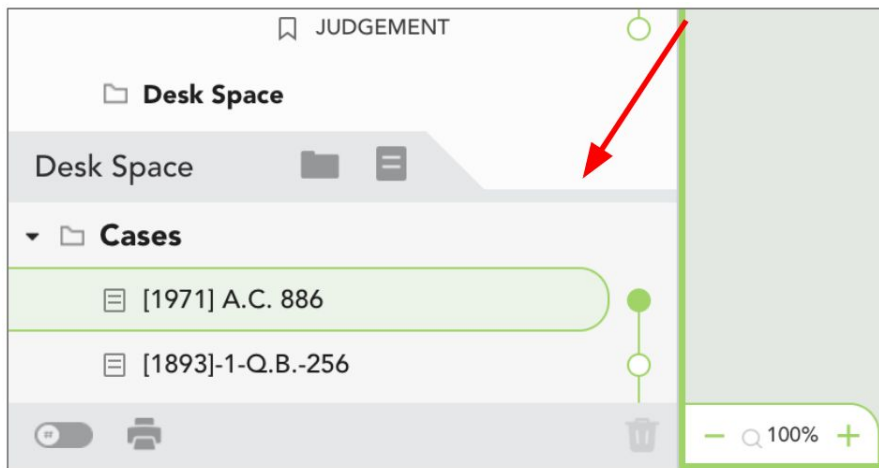 JUDGEMENT
Desk Space
Desk Space
Cases
[1971] A.C. 886
[1893]-1-Q.B.-256
#
100%